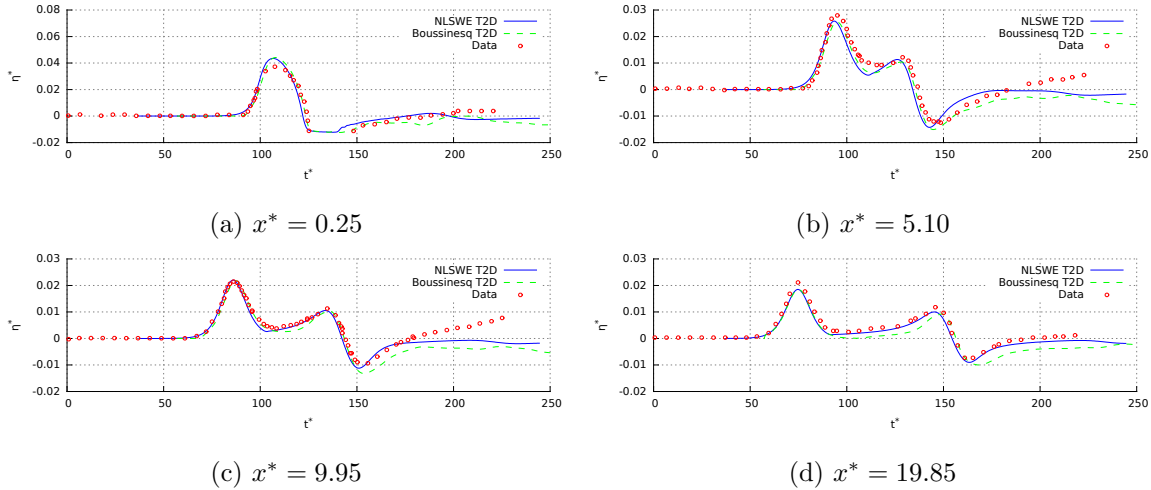 0.08
0.06
0.04
0.02
0
-0.02
η*
0
50
100
150
200
250
t*
NLSWE T2D
Boussinesq T2D
Data
(a) x* = 0.25
0.03
0.02
0.01
0
-0.01
-0.02
η*
0
50
100
150
200
250
t*
NLSWE T2D
Boussinesq T2D
Data
(b) x* = 5.10
0.03
0.02
0.01
0
-0.01
-0.02
η*
0
50
100
150
200
250
t*
NLSWE T2D
Boussinesq T2D
Data
(c) x* = 9.95
0.03
0.02
0.01
0
-0.01
-0.02
η*
0
50
100
150
200
250
t*
NLSWE T2D
Boussinesq T2D
Data
(d) x* = 19.85